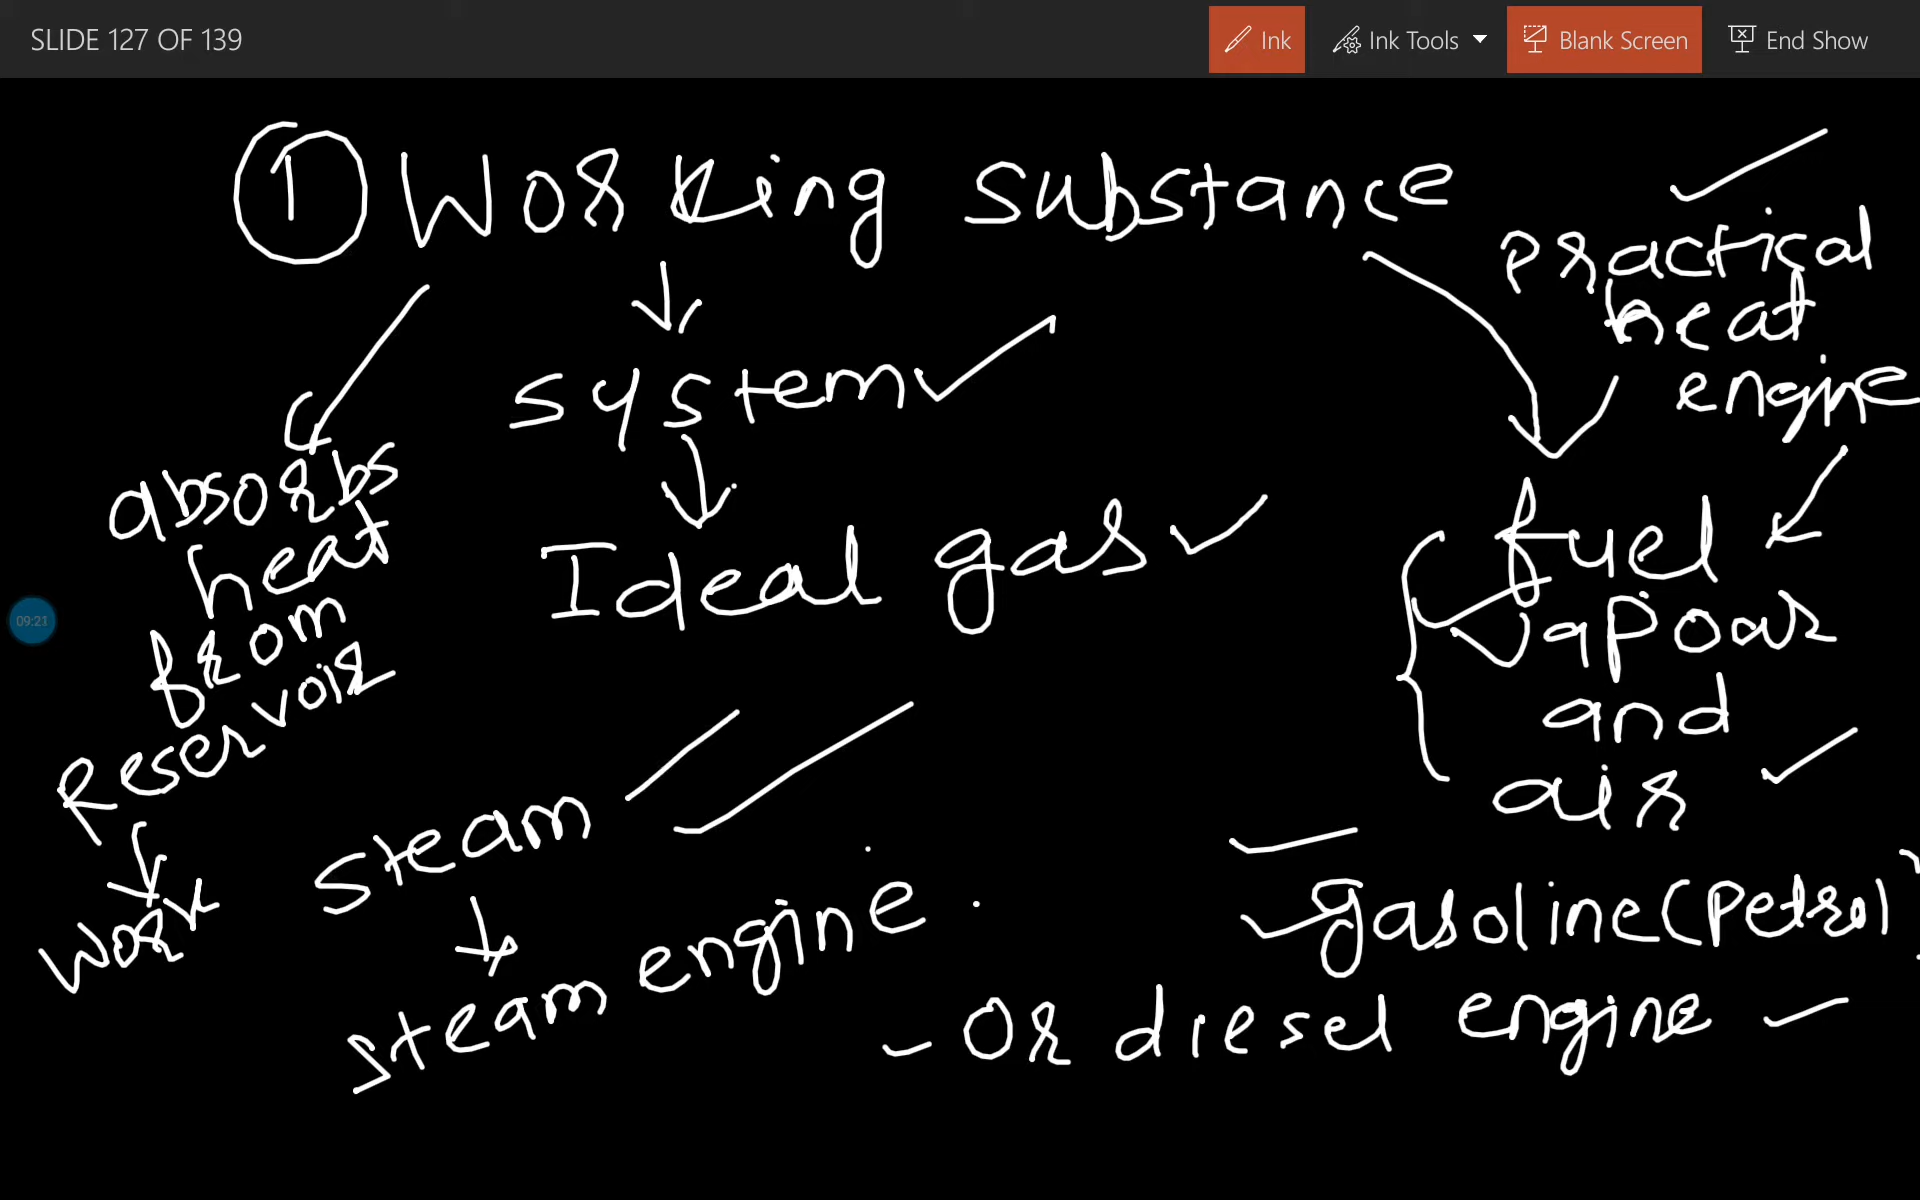 SLIDE 127 OF 139
Ink
Ink Tools
Blank Screen
End Show
① Working substance
system
Ideal gas
absorbs
heat
from
Reservoir
Work
steam
steam engine.
practical
heat
engine
fuel
vapour
and
air
gasoline (petrol)
or diesel engine
09:21